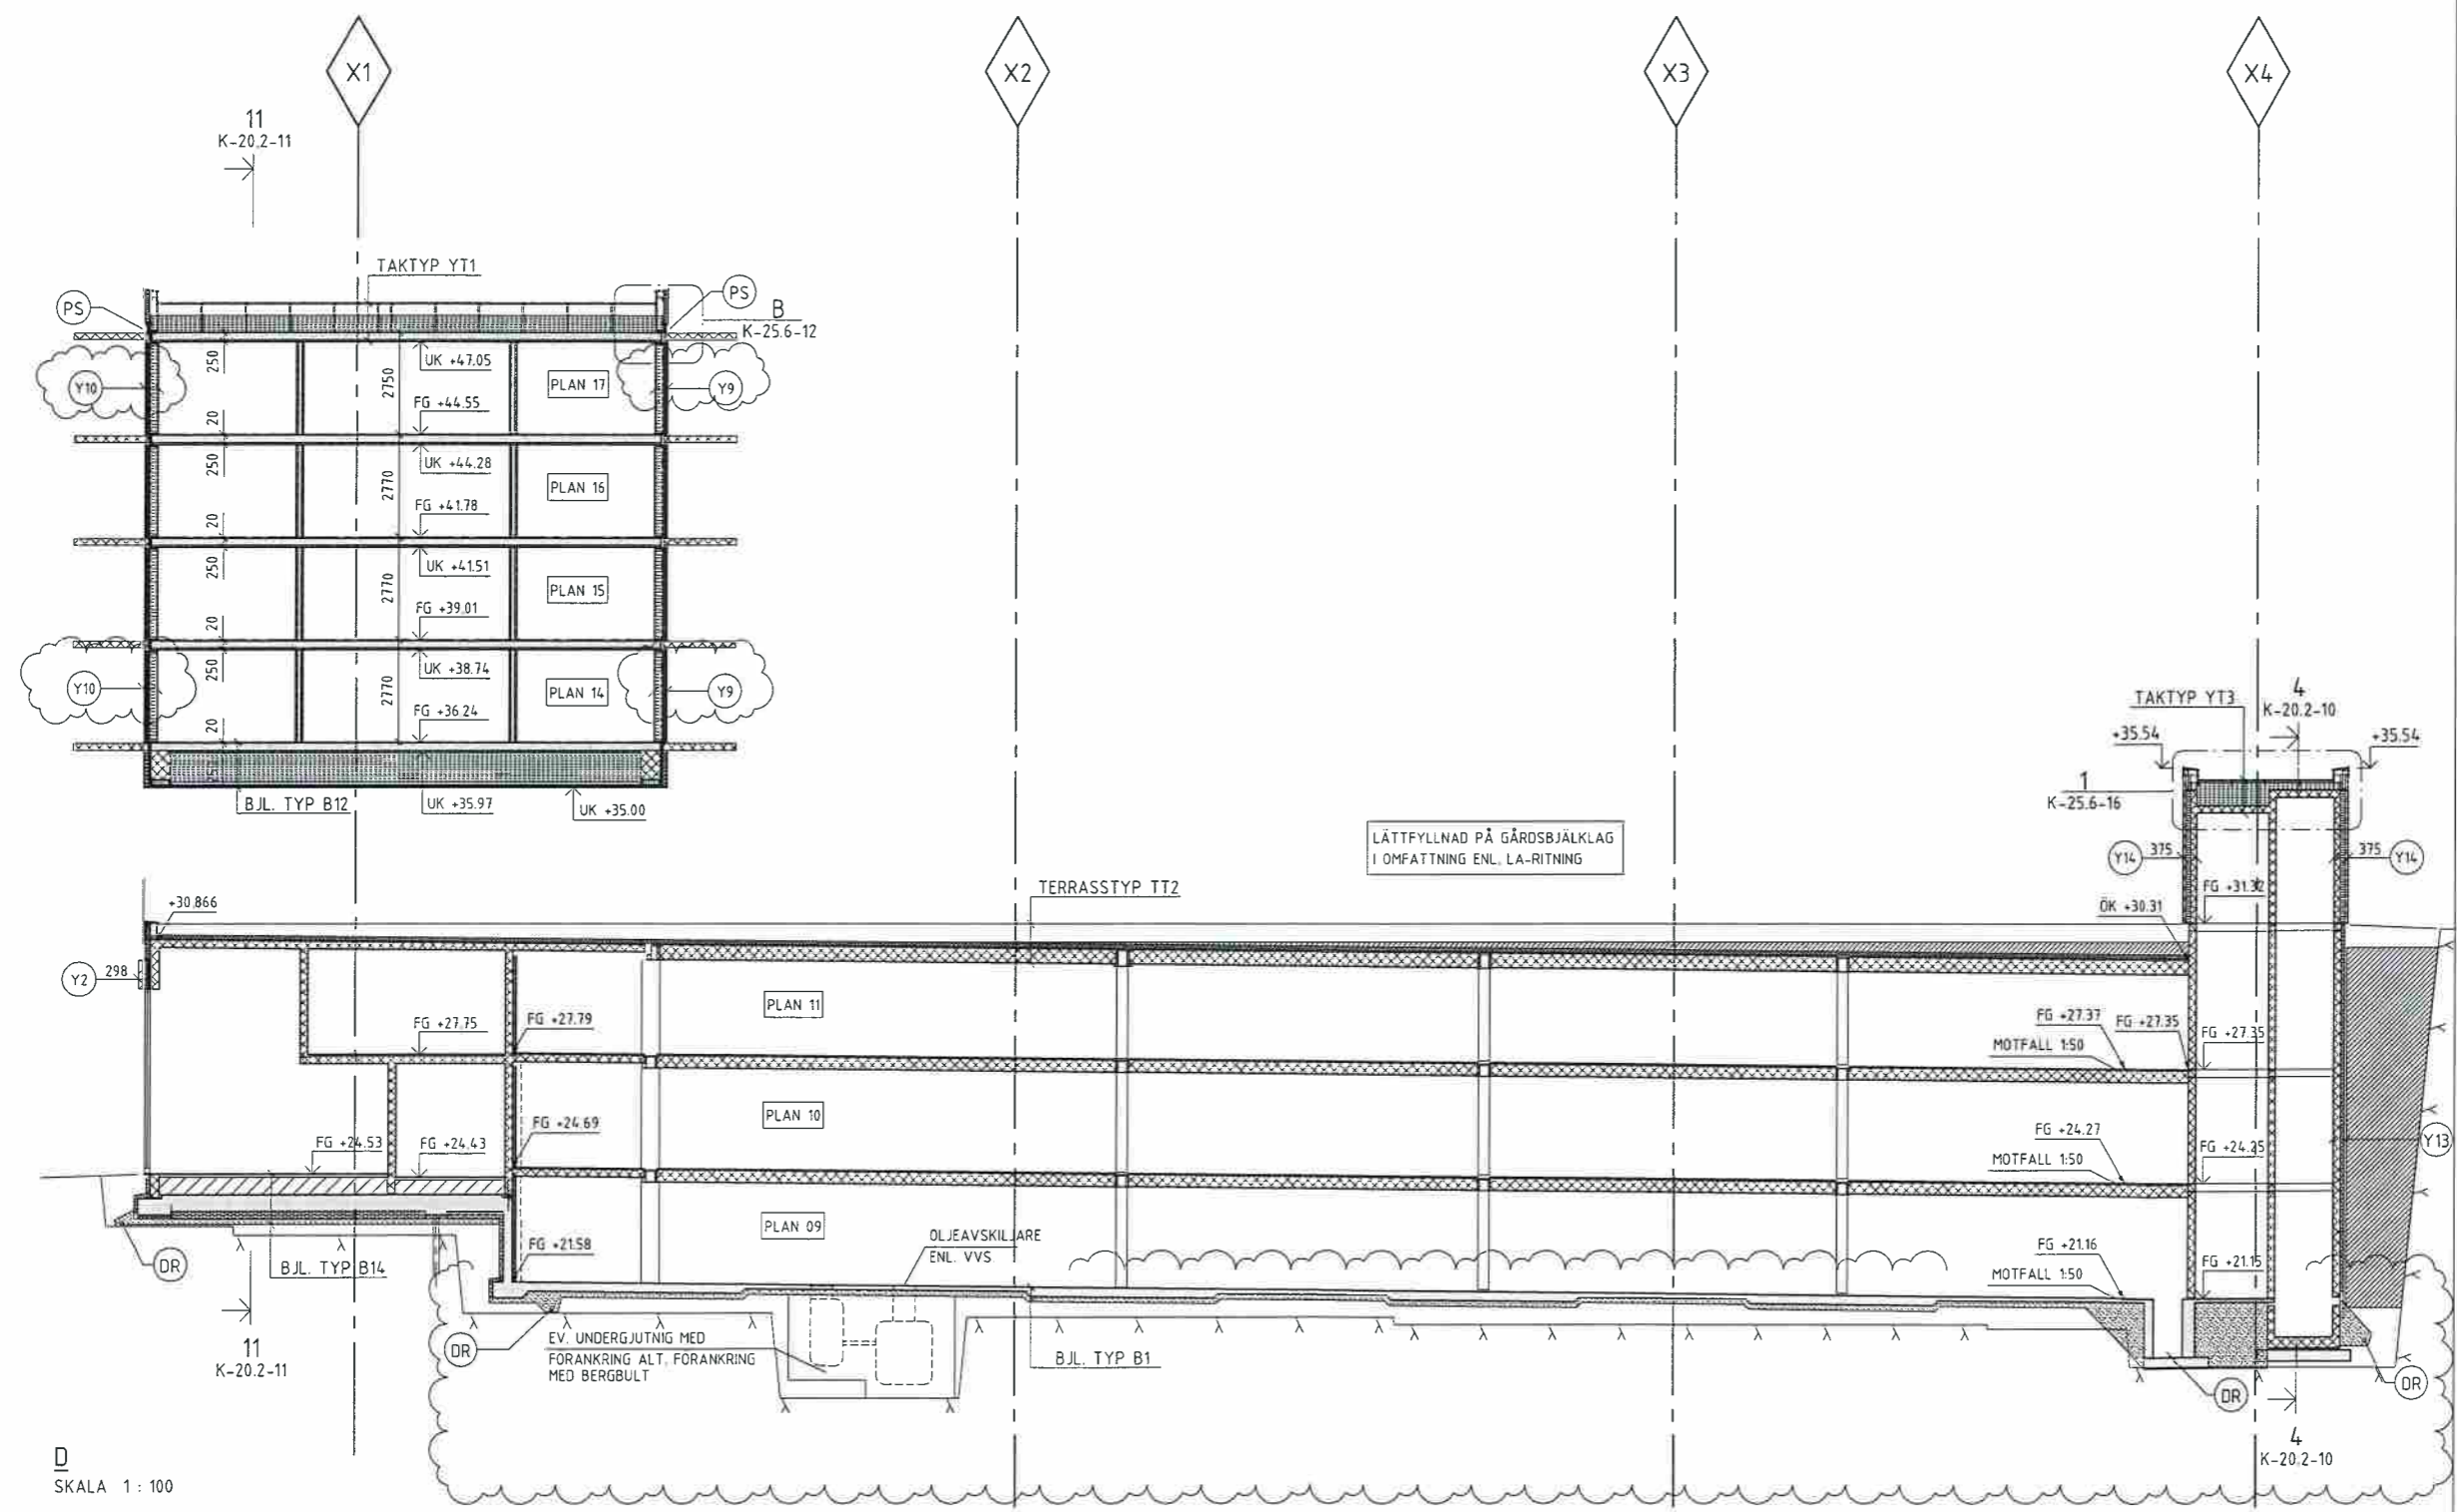 X1
X2
X3
X4
11
K-20.2-11
TAKTYP YT1
PS
PS
B
K-25.6-12
250
2750
UK +47.05
PLAN 17
Y10
Y9
FG +44.55
20
250
2770
UK +44.28
PLAN 16
FG +41.78
20
250
2770
UK +41.51
PLAN 15
FG +39.01
20
250
2770
UK +38.74
PLAN 14
Y10
Y9
FG +36.24
20
BJL. TYP B12
UK +35.97
UK +35.00
TAKTYP YT3
4
K-20.2-10
+35.54
+35.54
1
K-25.6-16
LÄTTFYLLNAD PÅ GÅRDSBJÄLKLAG
I OMFATTNING ENL. LA-RITNING
Y14
375
375
Y14
TERRASSTYP TT2
FG +31.32
+30.866
ÖK +30.31
Y2
298
PLAN 11
FG +27.75
FG +27.79
FG +27.37
FG +27.35
FG +27.35
MOTFALL 1:50
PLAN 10
FG +24.53
FG +24.43
FG +24.69
FG +24.27
FG +24.25
MOTFALL 1:50
Y13
PLAN 09
OLJEAVSKILJARE
ENL. VVS
FG +21.58
FG +21.16
FG +21.15
MOTFALL 1:50
DR
BJL. TYP B14
11
K-20.2-11
DR
EV. UNDERGJUTNIG MED
FÖRANKRING ALT. FÖRANKRING
MED BERGBULT
BJL. TYP B1
DR
DR
4
K-20.2-10
D
SKALA 1 : 100